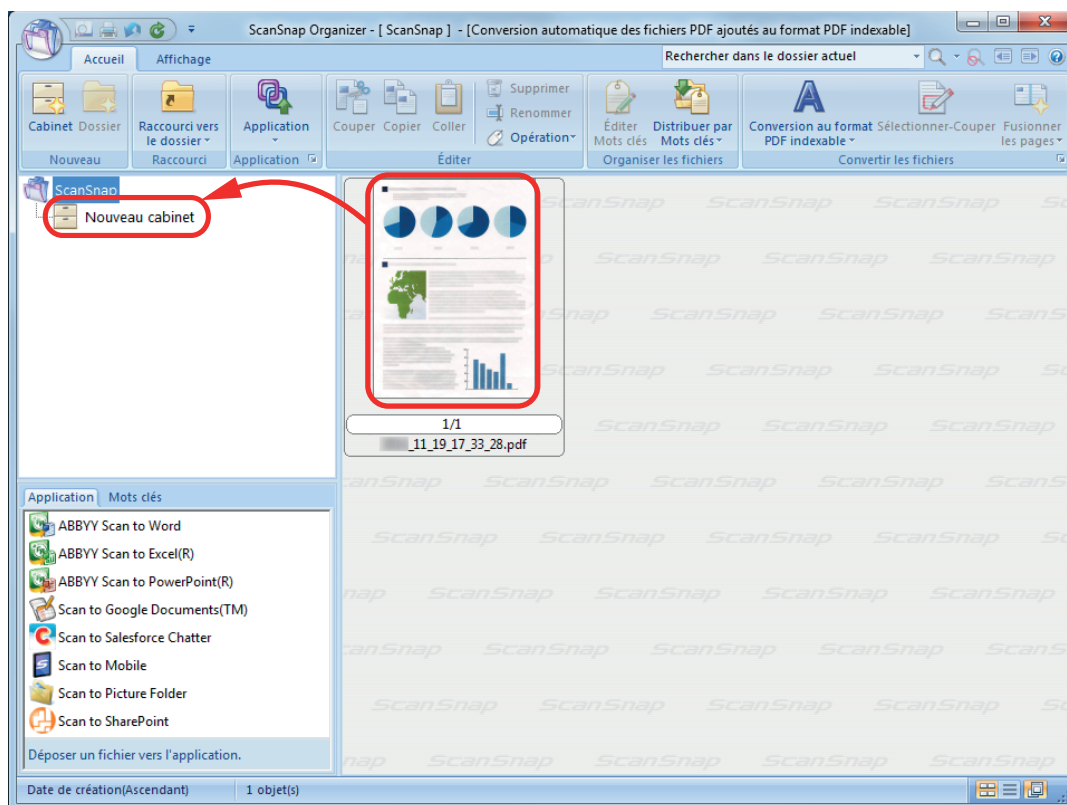 ScanSnap Organizer - [ ScanSnap ] - [Conversion automatique des fichiers PDF ajoutés au format PDF indexable]
Accueil Affichage Rechercher dans le dossier actuel
Cabinet Dossier
Raccourci vers
le dossier
Application
Couper Copier Coller
Supprimer
Renommer
Opération
Éditer
Mots clés
Distribuer par
Mots clés
Conversion au format
PDF indexable
Sélectionner-Couper
Fusionner
les pages
Nouveau Raccourci Application Éditer Organiser les fichiers Convertir les fichiers
ScanSnap
Nouveau cabinet
1/1
_11_19_17_33_28.pdf
Application Mots clés
ABBYY Scan to Word
ABBYY Scan to Excel(R)
ABBYY Scan to PowerPoint(R)
Scan to Google Documents(TM)
Scan to Salesforce Chatter
Scan to Mobile
Scan to Picture Folder
Scan to SharePoint
Déposer un fichier vers l'application.
Date de création(Ascendant) 1 objet(s)